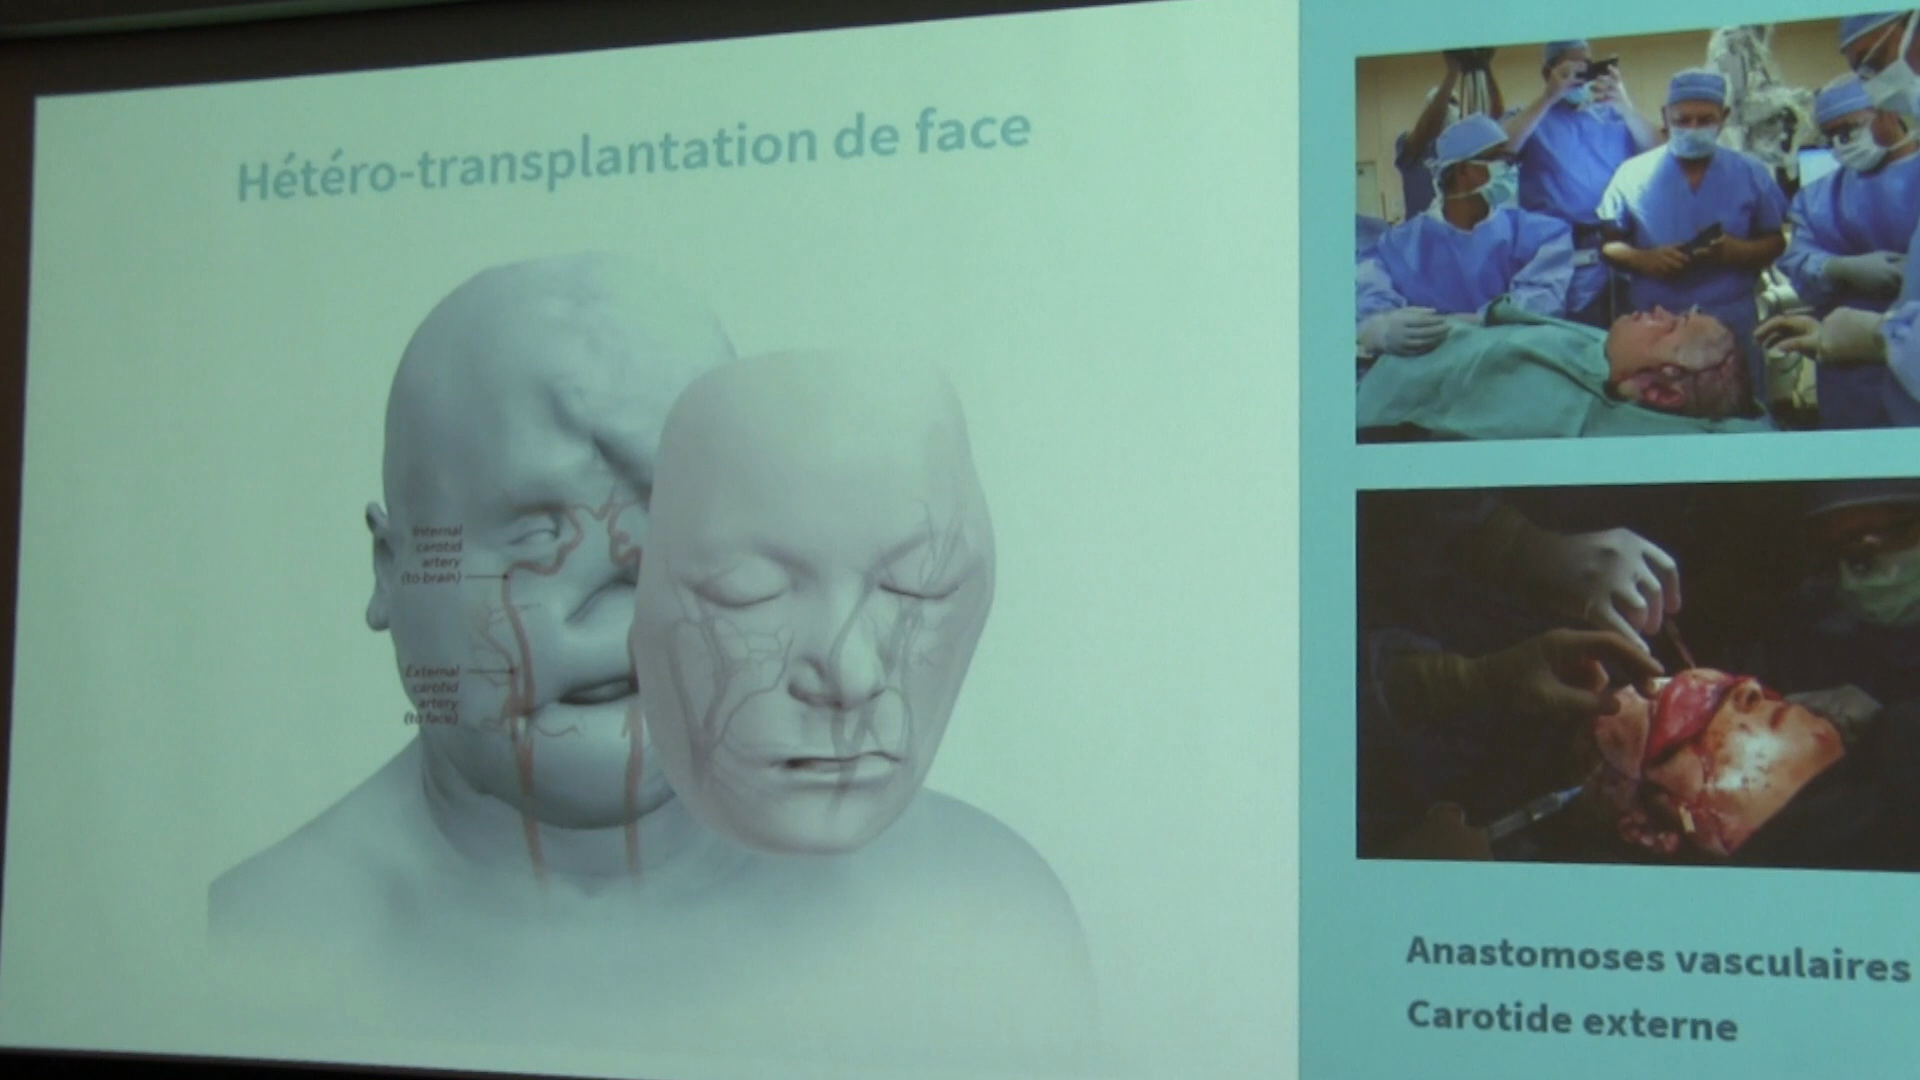 Hétéro-transplantation de face
Internal
carotid
artery
(to brain)
External
carotid
artery
(to face)
Anastomoses vasculaires
Carotide externe